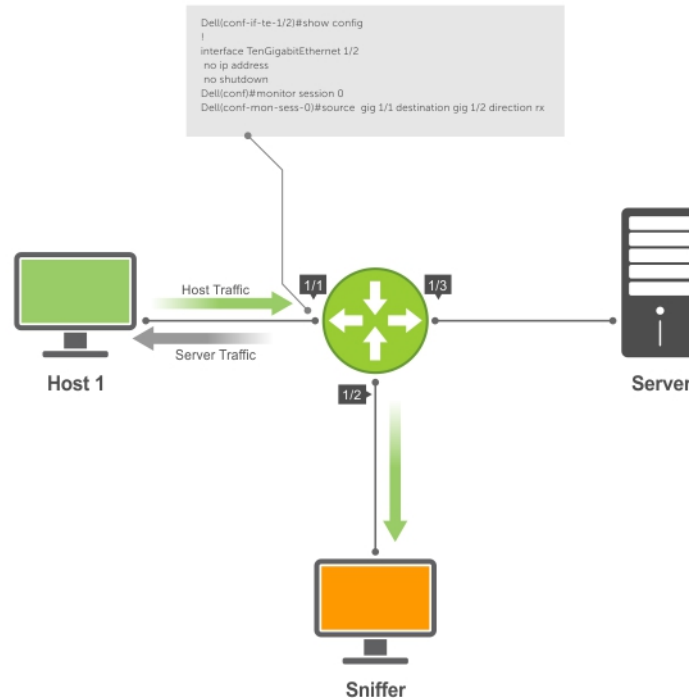 Dell(conf-if-te-1/2)#show config
!
interface TenGigabitEthernet 1/2
no ip address
no shutdown
Dell(conf)#monitor session 0
Dell(conf-mon-sess-0)#source  gig 1/1 destination gig 1/2 direction rx
Host Traffic
1/1
1/3
Server Traffic
Host 1
Server
1/2
Sniffer